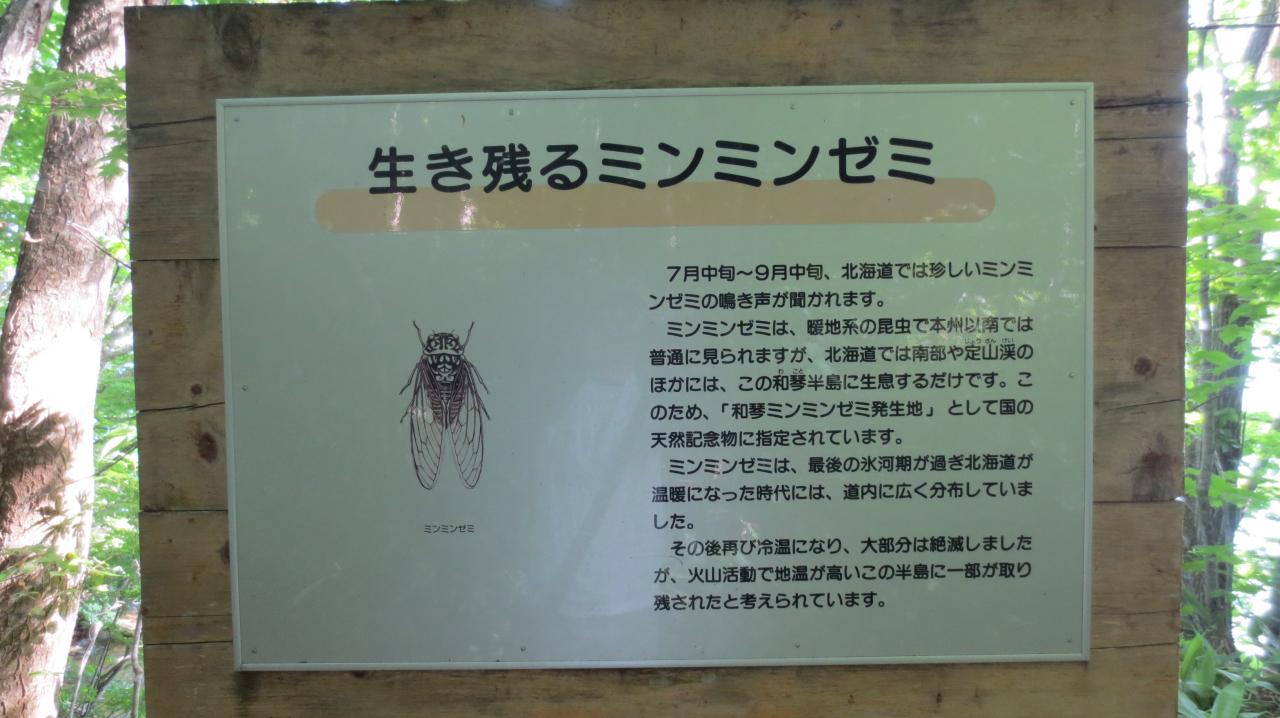 生き残るミンミンゼミ
7月中旬～9月中旬、北海道では珍しいミンミ
ンゼミの鳴き声が聞かれます。
ミンミンゼミは、暖地系の昆虫で本州以南では
普通に見られますが、北海道では南部や定山渓の
じょう ざん けい
ほかには、この和琴半島に生息するだけです。こ
わ こと
のため、「和琴ミンミンゼミ発生地」として国の
天然記念物に指定されています。
ミンミンゼミは、最後の氷河期が過ぎ北海道が
温暖になった時代には、道内に広く分布していま
した。
その後再び冷温になり、大部分は絶滅しました
が、火山活動で地温が高いこの半島に一部が取り
残されたと考えられています。
ミンミンゼミ